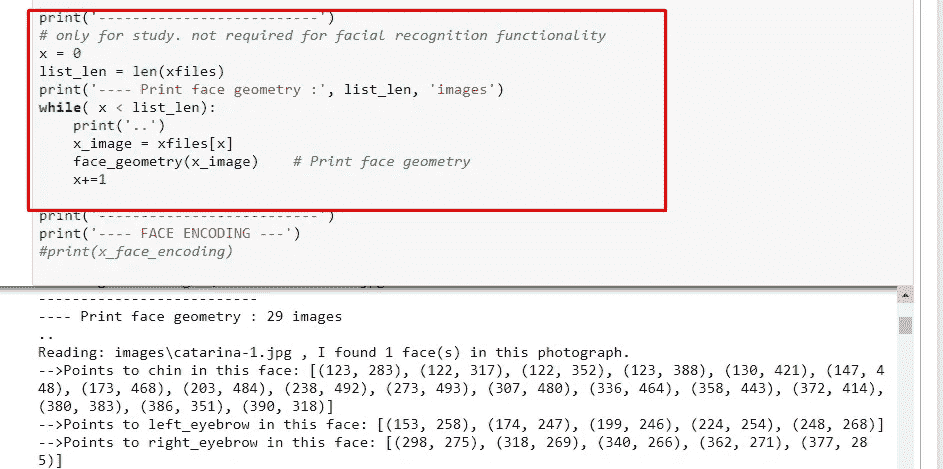 print('--------------------------')
# only for study. not required for facial recognition functionality
x = 0
list_len = len(xfiles)
print('---- Print face geometry :', list_len, 'images')
while( x < list_len):
    print('..')
    x_image = xfiles[x]
    face_geometry(x_image)    # Print face geometry
    x+=1
print('--------------------------')
print('---- FACE ENCODING ---')
#print(x_face_encoding)
--------------------------
---- Print face geometry : 29 images
..
Reading: images\catarina-1.jpg , I found 1 face(s) in this photograph.
-->Points to chin in this face: [(123, 283), (122, 317), (122, 352), (123, 388), (130, 421), (147, 4
48), (173, 468), (203, 484), (238, 492), (273, 493), (307, 480), (336, 464), (358, 443), (372, 414),
(380, 383), (386, 351), (390, 318)]
-->Points to left_eyebrow in this face: [(153, 258), (174, 247), (199, 246), (224, 254), (248, 268)]
-->Points to right_eyebrow in this face: [(298, 275), (318, 269), (340, 266), (362, 271), (377, 28
5)]